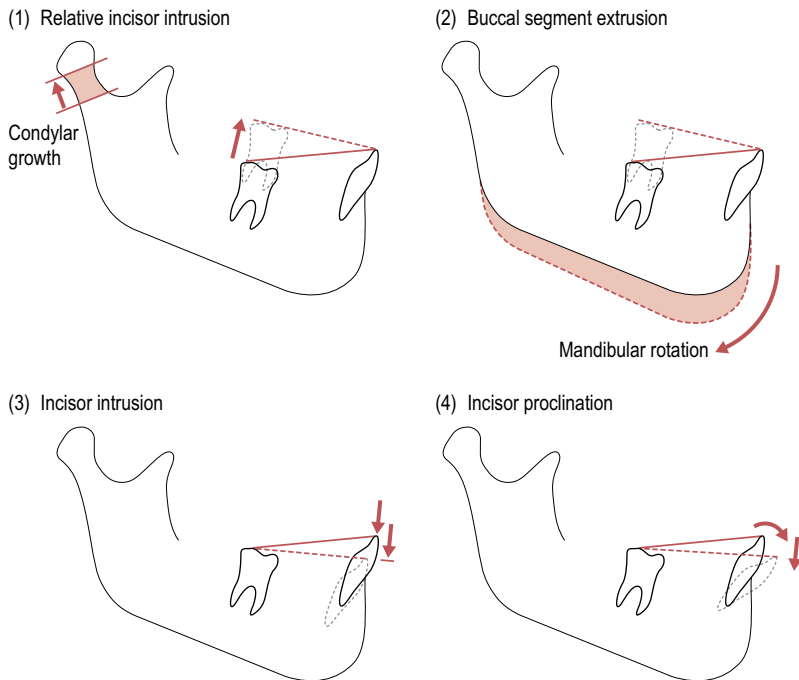 (1) Relative incisor intrusion
(2) Buccal segment extrusion
Condylar
growth
Mandibular rotation
(3) Incisor intrusion
(4) Incisor proclination